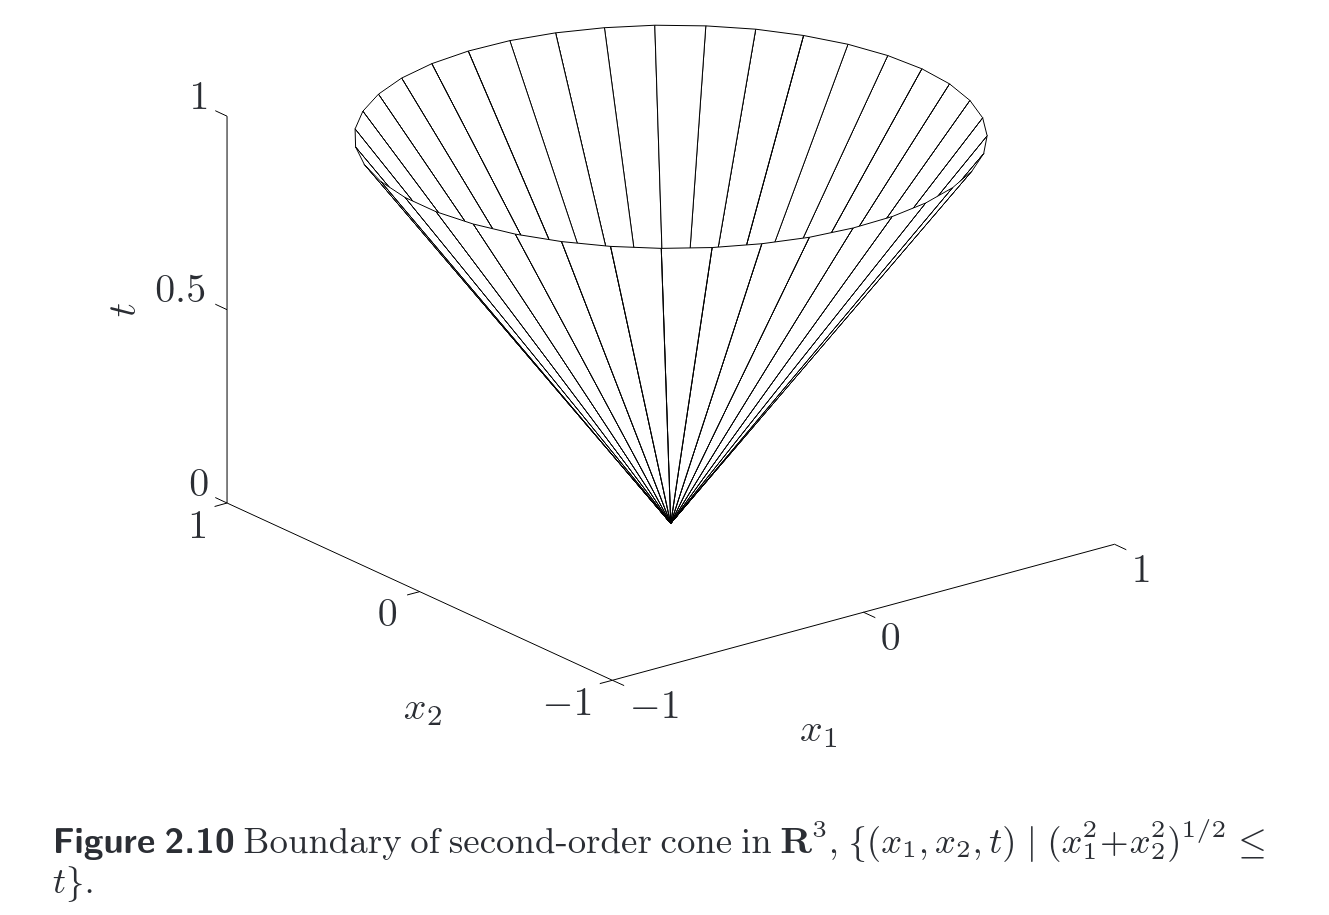 1
0.5
t
0
1
0
−1
x₂
−1
0
1
x₁
Figure 2.10 Boundary of second-order cone in R³, {(x₁, x₂, t) | (x₁²+x₂²)^{1/2} ≤
t}.